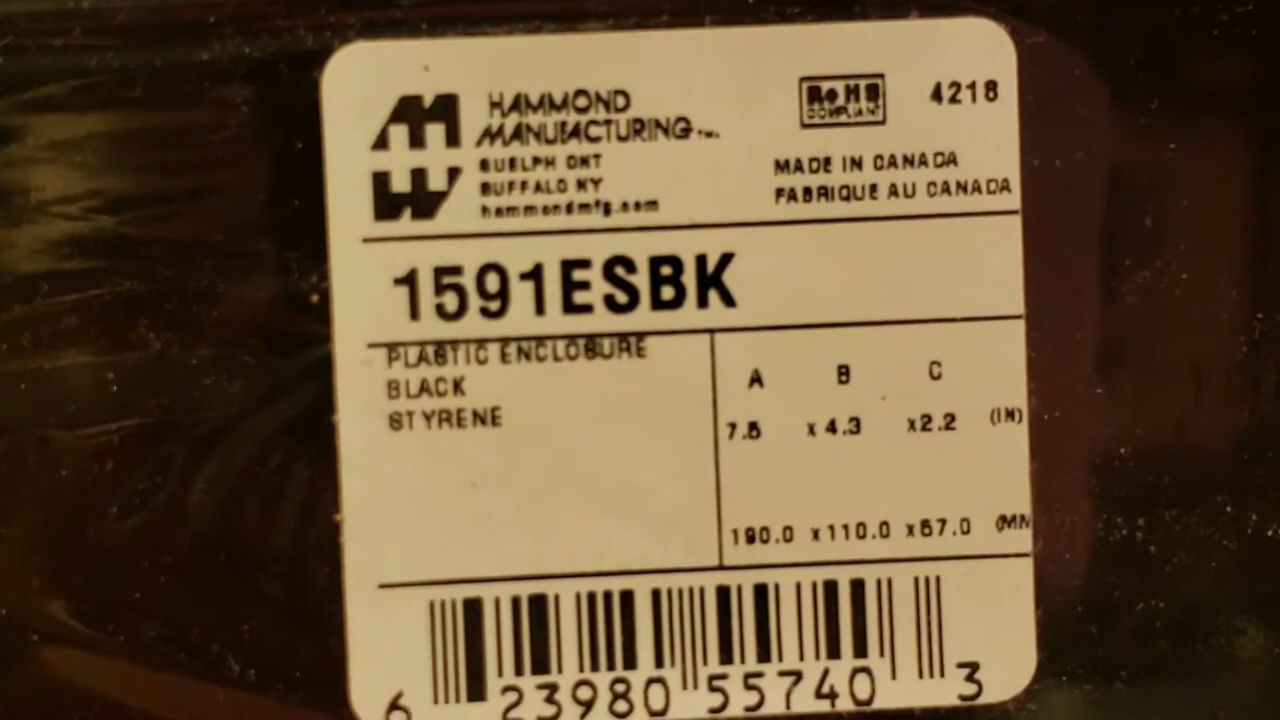 HAMMOND
MANUFACTURING™
GUELPH ONT
BUFFALO NY
hammondmfg.com
RoHS
COMPLIANT
4218
MADE IN CANADA
FABRIQUE AU CANADA
1591ESBK
PLASTIC ENCLOSURE
BLACK
STYRENE
A B C
7.5 x 4.3 x2.2 (IN)
190.0 x110.0 x57.0 (MM
6 23980 55740 3